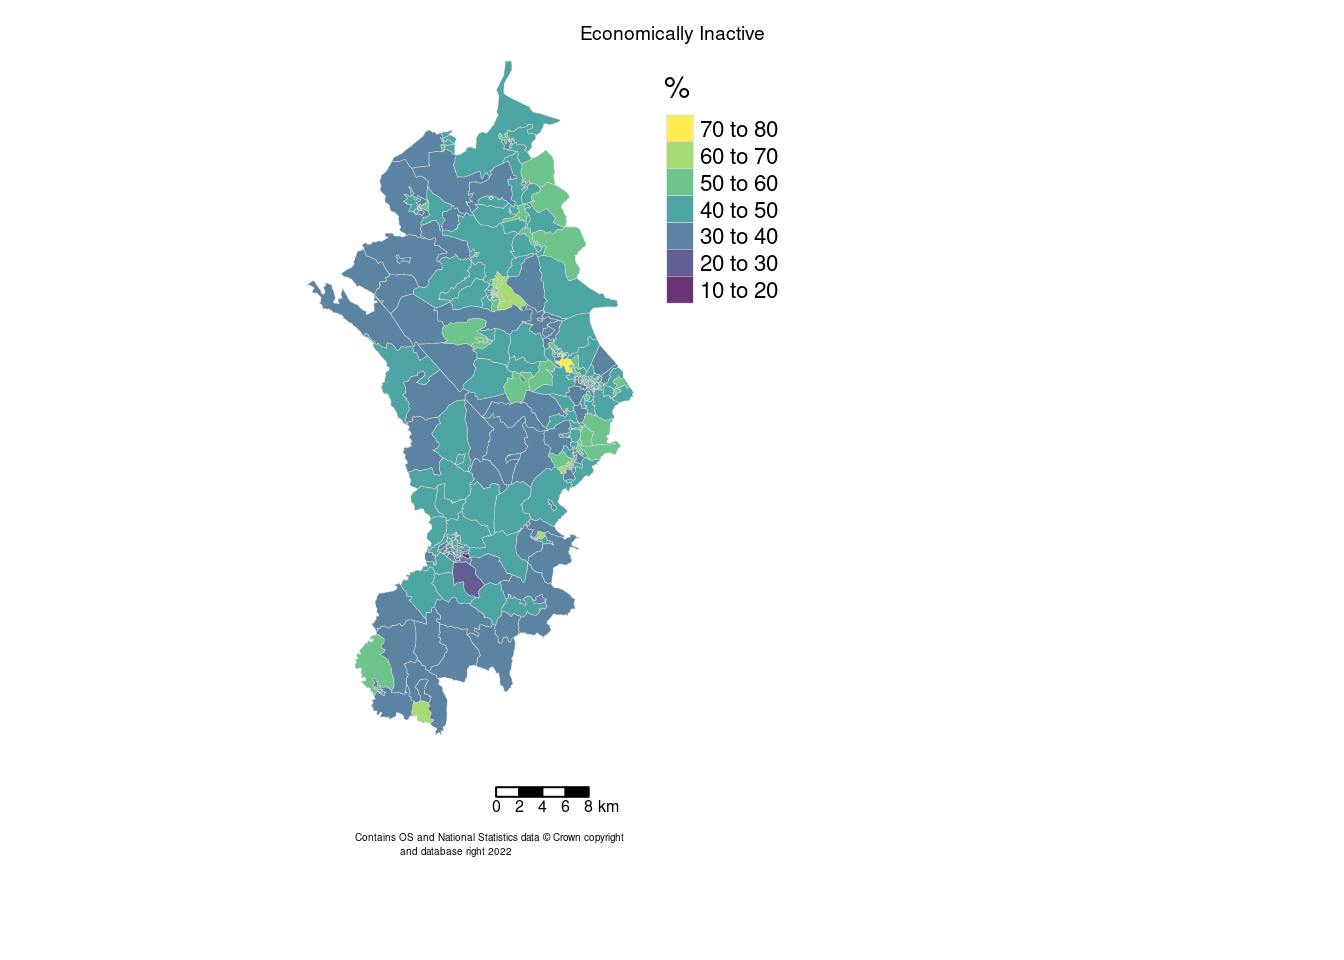 Economically Inactive
%
70 to 80
60 to 70
50 to 60
40 to 50
30 to 40
20 to 30
10 to 20
0 2 4 6 8 km
Contains OS and National Statistics data © Crown copyright
and database right 2022